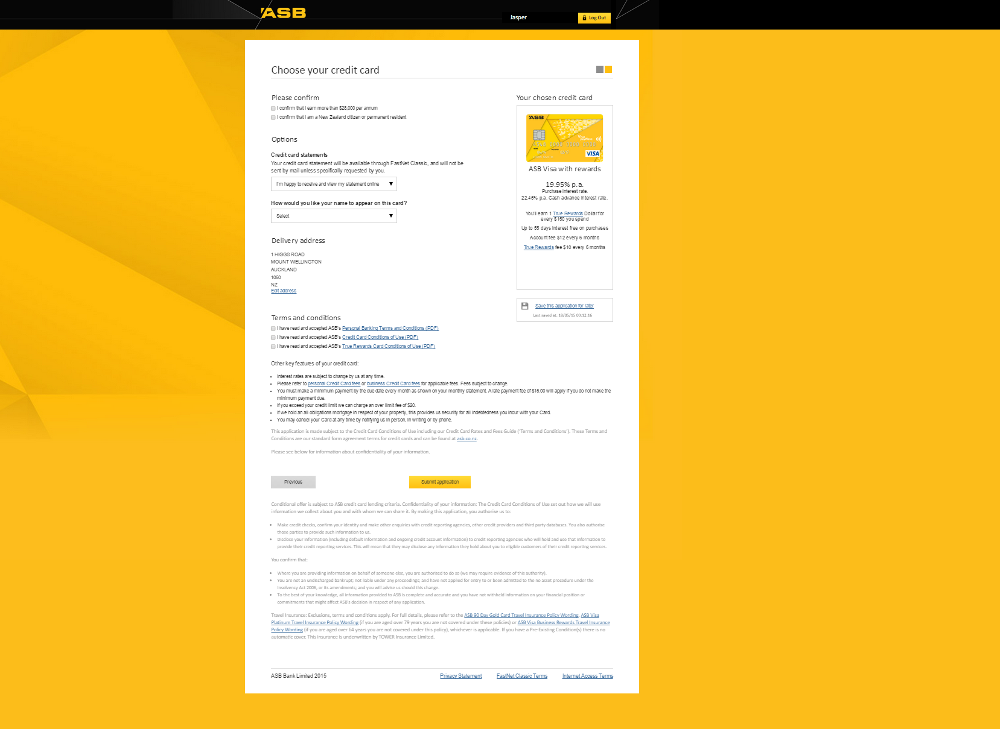 ASB
Jasper
Log Out
Choose your credit card
Please confirm
I confirm that I earn more than $28,000 per annum
I confirm that I am a New Zealand citizen or permanent resident
Options
Credit card statements
Your credit card statement will be available through FastNet Classic, and will not be
sent by mail unless specifically requested by you.
I'm happy to receive and view my statement online
How would you like your name to appear on this card?
Select
Delivery address
1 HIGGS ROAD
MOUNT WELLINGTON
AUCKLAND
1060
NZ
Edit address
Your chosen credit card
ASB
VISA
ASB Visa with rewards
19.95% p.a.
Purchase interest rate.
22.45% p.a. Cash advance interest rate.
You'll earn 1 True Rewards Dollar for
every $150 you spend
Up to 55 days interest free on purchases
Account fee $12 every 6 months
True Rewards fee $10 every 6 months
Save this application for later
Last saved at: 18/05/15 09:12:16
Terms and conditions
I have read and accepted ASB's Personal Banking Terms and Conditions (PDF)
I have read and accepted ASB's Credit Card Conditions of Use (PDF)
I have read and accepted ASB's True Rewards Card Conditions of Use (PDF)
Other key features of your credit card:
Interest rates are subject to change by us at any time.
Please refer to personal Credit Card fees or business Credit Card fees for applicable fees. Fees subject to change.
You must make a minimum payment by the due date every month as shown on your monthly statement. A late payment fee of $15.00 will apply if you do not make the
minimum payment due.
If you exceed your credit limit we can charge an over limit fee of $20.
If we hold an all obligations mortgage in respect of your property, this provides us security for all indebtedness you incur with your Card.
You may cancel your Card at any time by notifying us in person, in writing or by phone.
This application is made subject to the Credit Card Conditions of Use including our Credit Card Rates and Fees Guide ('Terms and Conditions'). These Terms and
Conditions are our standard form agreement terms for credit cards and can be found at asb.co.nz.
Please see below for information about confidentiality of your information.
Previous
Submit application
Conditional offer is subject to ASB credit card lending criteria. Confidentiality of your information: The Credit Card Conditions of Use set out how we will use
information we collect about you and with whom we can share it. By making this application, you authorise us to:
Make credit checks, confirm your identity and make other enquiries with credit reporting agencies, other credit providers and third party databases. You also authorise
those parties to provide such information to us.
Disclose your information (including default information and ongoing credit account information) to credit reporting agencies who will hold and use that information to
provide their credit reporting services. This will mean that they may disclose any information they hold about you to eligible customers of their credit reporting services.
You confirm that:
Where you are providing information on behalf of someone else, you are authorised to do so (we may require evidence of this authority).
You are not an undischarged bankrupt; not liable under any proceedings; and have not applied for entry to or been admitted to the no asset procedure under the
Insolvency Act 2006, or its amendments; and you will advise us should this change.
To the best of your knowledge, all information provided to ASB is complete and accurate and you have not withheld information on your financial position or
commitments that might affect ASB's decision in respect of any application.
Travel Insurance: Exclusions, terms and conditions apply. For full details, please refer to the ASB 90 Day Gold Card Travel Insurance Policy Wording, ASB Visa
Platinum Travel Insurance Policy Wording (if you are aged over 79 years you are not covered under these policies) or ASB Visa Business Rewards Travel Insurance
Policy Wording (if you are aged over 64 years you are not covered under this policy), whichever is applicable. If you have a Pre-Existing Condition(s) there is no
automatic cover. This insurance is underwritten by TOWER Insurance Limited.
ASB Bank Limited 2015
Privacy Statement
FastNet Classic Terms
Internet Access Terms